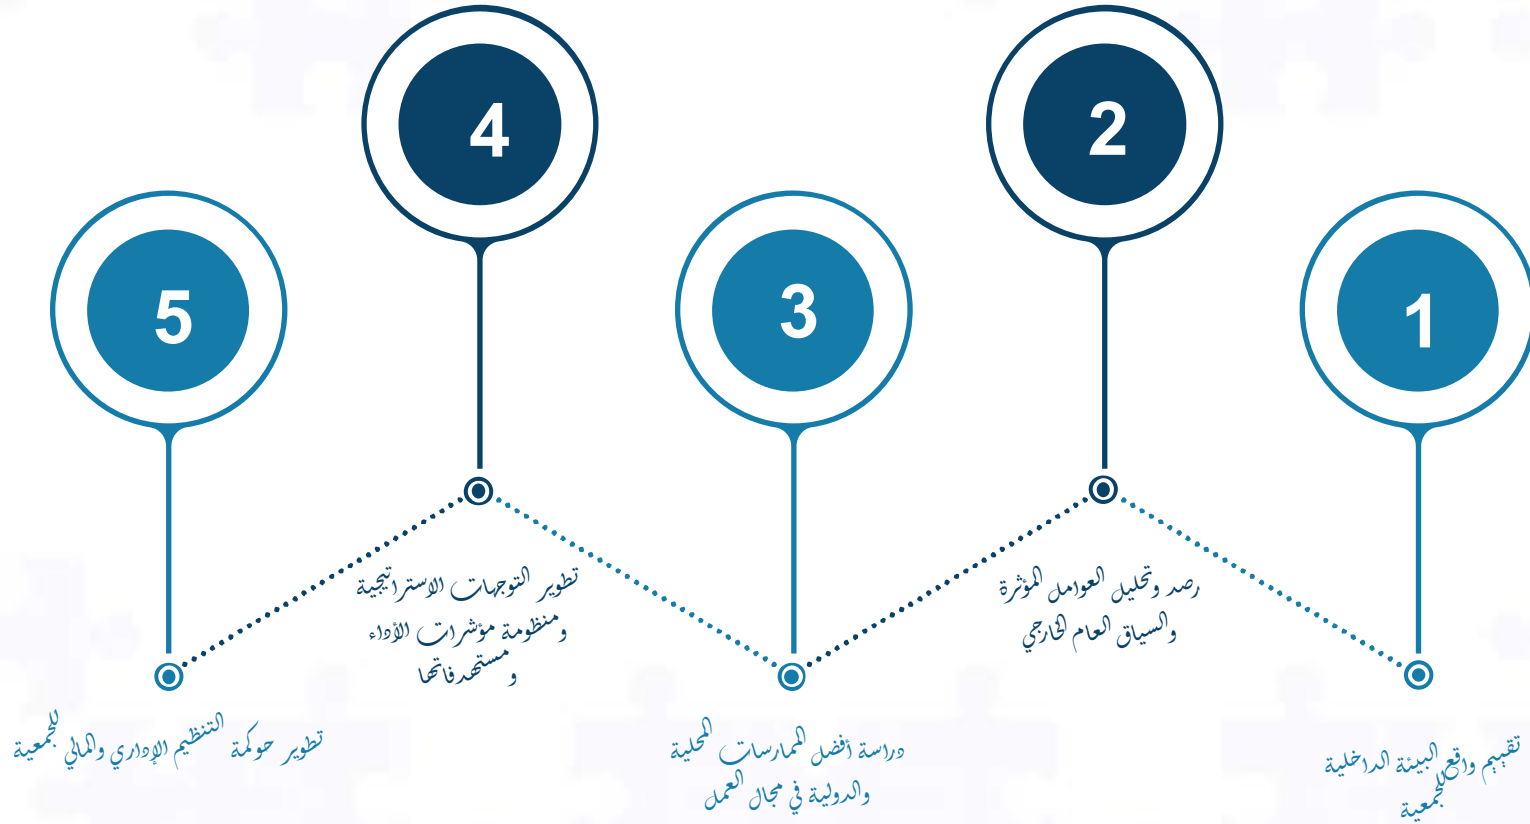 1
تقييم واقع البيئة الداخلية
للجمعية
2
رصد وتحليل العوامل المؤثرة
والسياق العام الخارجي
3
دراسة أفضل الممارسات المحلية
والدولية في مجال العمل
4
تطوير التوجهات الاستراتيجية
ومنظومة مؤشرات الأداء
ومستهدفاتها
5
تطوير حوكمة التنظيم الإداري والمالي للجمعية